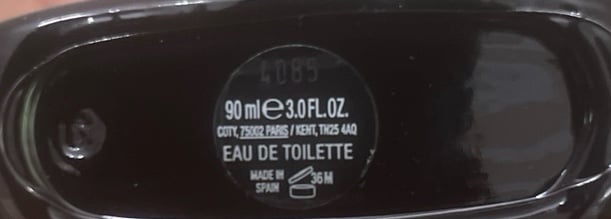 4085
90 ml e 3.0 FL.OZ.
COTY, 75002 PARIS / KENT, TN25 4AQ
EAU DE TOILETTE
MADE IN
SPAIN
36 M